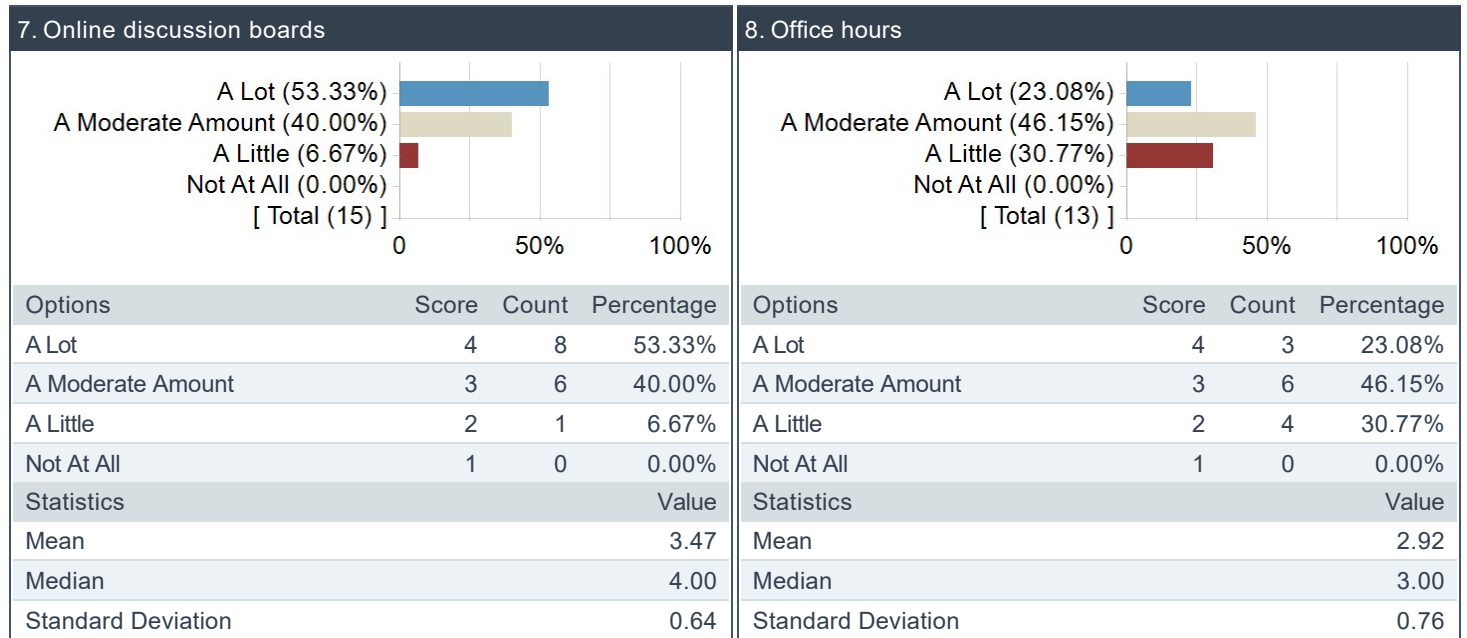 7. Online discussion boards
A Lot (53.33%)
A Moderate Amount (40.00%)
A Little (6.67%)
Not At All (0.00%)
[ Total (15) ]
0 50% 100%
Options Score Count Percentage
A Lot 4 8 53.33%
A Moderate Amount 3 6 40.00%
A Little 2 1 6.67%
Not At All 1 0 0.00%
Statistics Value
Mean 3.47
Median 4.00
Standard Deviation 0.64
8. Office hours
A Lot (23.08%)
A Moderate Amount (46.15%)
A Little (30.77%)
Not At All (0.00%)
[ Total (13) ]
0 50% 100%
Options Score Count Percentage
A Lot 4 3 23.08%
A Moderate Amount 3 6 46.15%
A Little 2 4 30.77%
Not At All 1 0 0.00%
Statistics Value
Mean 2.92
Median 3.00
Standard Deviation 0.76